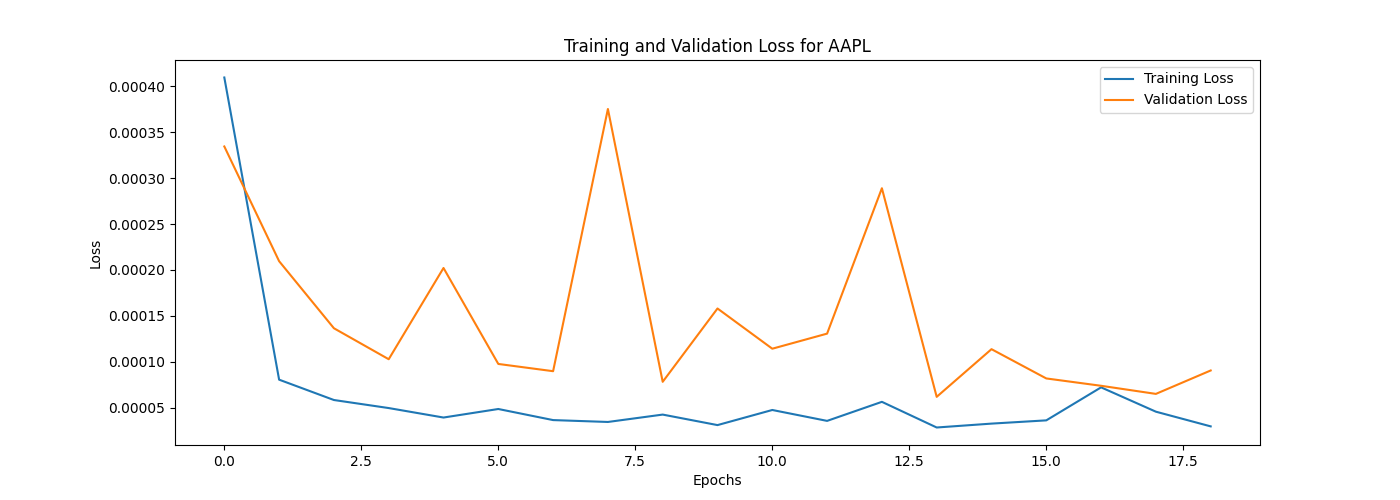 Training and Validation Loss for AAPL
Training Loss
Validation Loss
0.00040
0.00035
0.00030
0.00025
0.00020
0.00015
0.00010
0.00005
Loss
0.0 2.5 5.0 7.5 10.0 12.5 15.0 17.5
Epochs